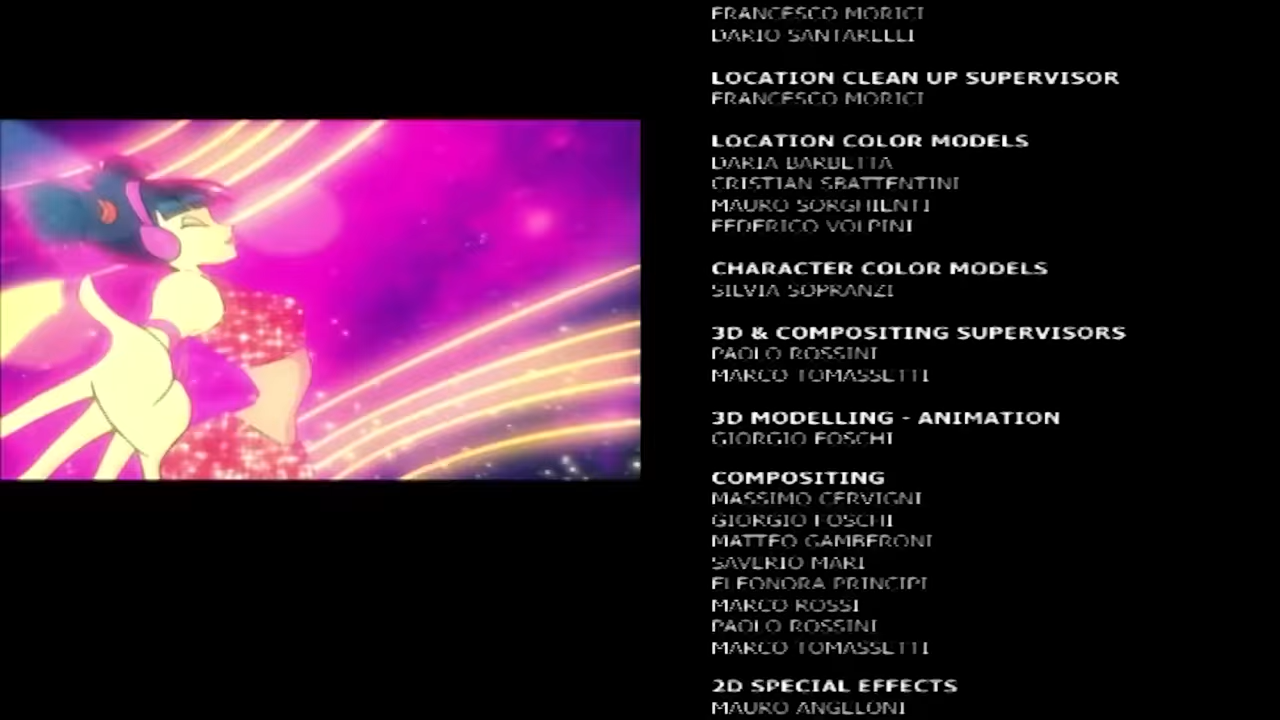 FRANCESCO MORICI
DARIO SANTARELLI
LOCATION CLEAN UP SUPERVISOR
FRANCESCO MORICI
LOCATION COLOR MODELS
DARIA BARBETTA
CRISTIAN SBATTENTINI
MAURO SORGHIENTI
FEDERICO VOLPINI
CHARACTER COLOR MODELS
SILVIA SOPRANZI
3D & COMPOSITING SUPERVISORS
PAOLO ROSSINI
MARCO TOMASSETTI
3D MODELLING - ANIMATION
GIORGIO FOSCHI
COMPOSITING
MASSIMO CERVIGNI
GIORGIO FOSCHI
MATTEO GAMBERONI
SAVERIO MARI
ELEONORA PRINCIPI
MARCO ROSSI
PAOLO ROSSINI
MARCO TOMASSETTI
2D SPECIAL EFFECTS
MAURO ANGELONI